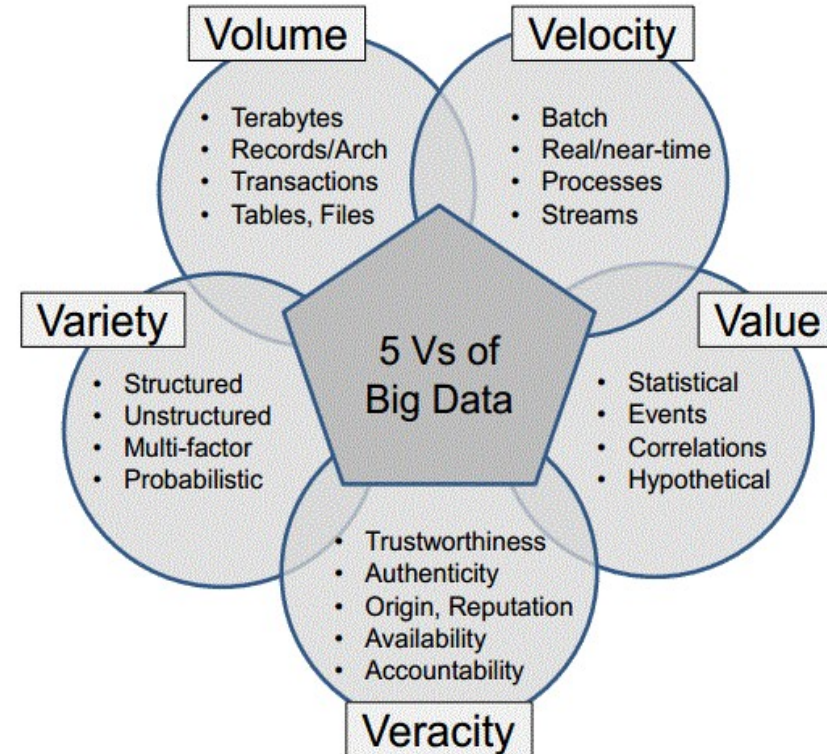 Volume
• Terabytes
• Records/Arch
• Transactions
• Tables, Files
Velocity
• Batch
• Real/near-time
• Processes
• Streams
Variety
• Structured
• Unstructured
• Multi-factor
• Probabilistic
5 Vs of
Big Data
Value
• Statistical
• Events
• Correlations
• Hypothetical
• Trustworthiness
• Authenticity
• Origin, Reputation
• Availability
• Accountability
Veracity